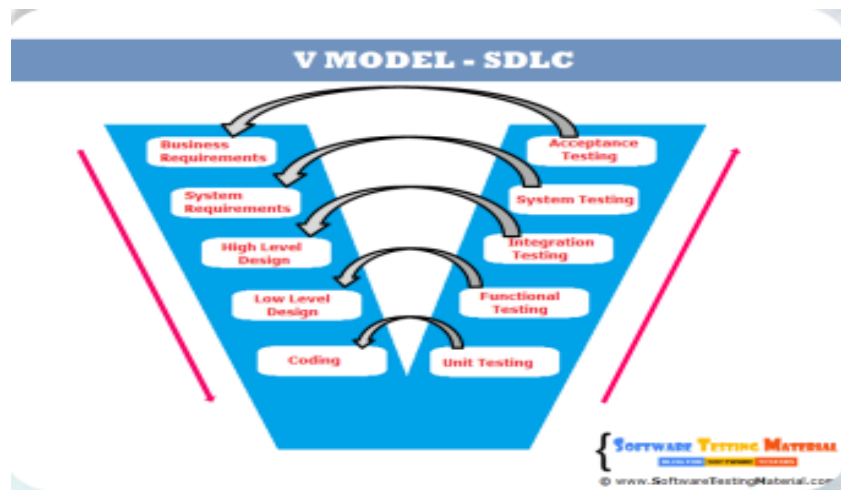 V MODEL - SDLC
Business
Requirements
Acceptance
Testing
System
Requirements
System Testing
High Level
Design
Integration
Testing
Low Level
Design
Functional
Testing
Coding
Unit Testing
SOFTWARE TESTING MATERIAL
© www.SoftwareTestingMaterial.com